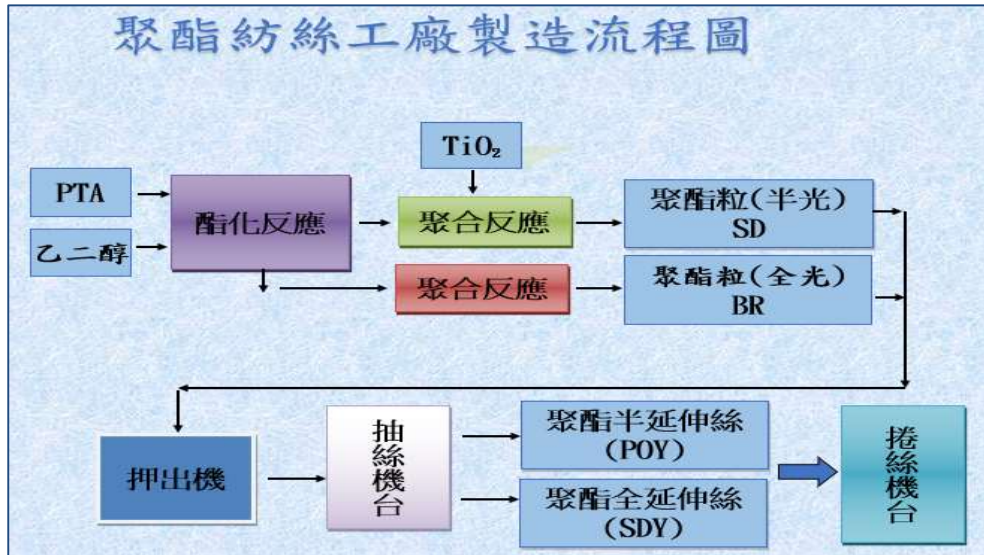 聚酯紡絲工廠製造流程圖
TiO₂
PTA
乙二醇
酯化反應
聚合反應
聚酯粒(半光)
SD
聚合反應
聚酯粒(全光)
BR
押出機
抽絲機台
聚酯半延伸絲
(POY)
聚酯全延伸絲
(SDY)
捲絲機台